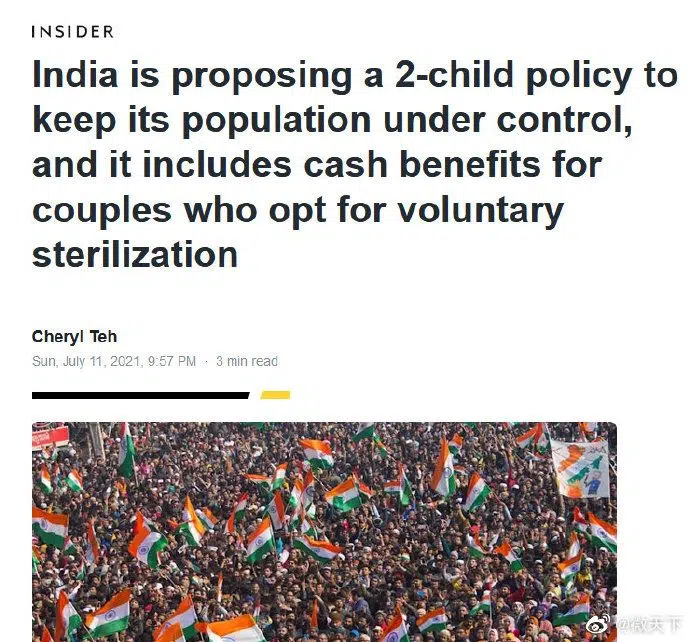 INSIDER
India is proposing a 2-child policy to
keep its population under control,
and it includes cash benefits for
couples who opt for voluntary
sterilization
Cheryl Teh
Sun, July 11, 2021, 9:57 PM · 3 min read
@微天下